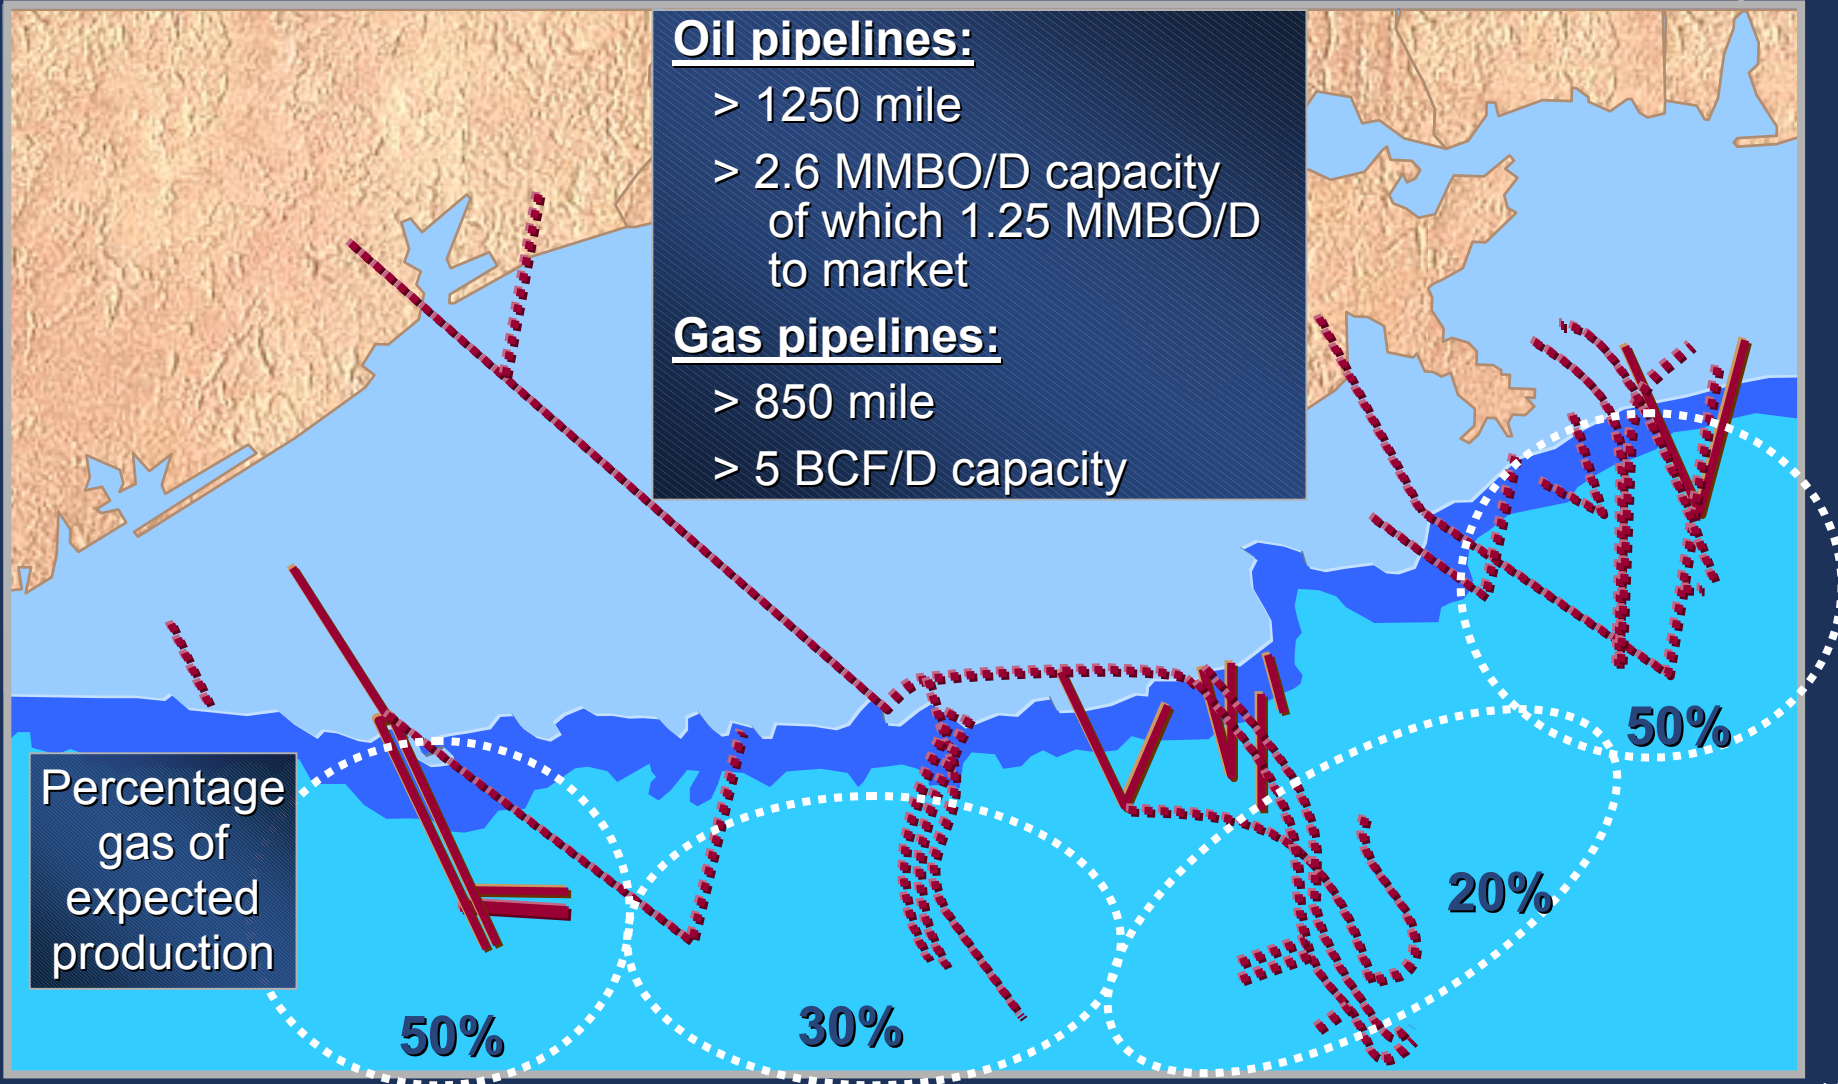 Oil pipelines:
> 1250 mile
> 2.6 MMBO/D capacity
of which 1.25 MMBO/D
to market
Gas pipelines:
> 850 mile
> 5 BCF/D capacity
50%
Percentage
gas of
expected
production
20%
30%
50%